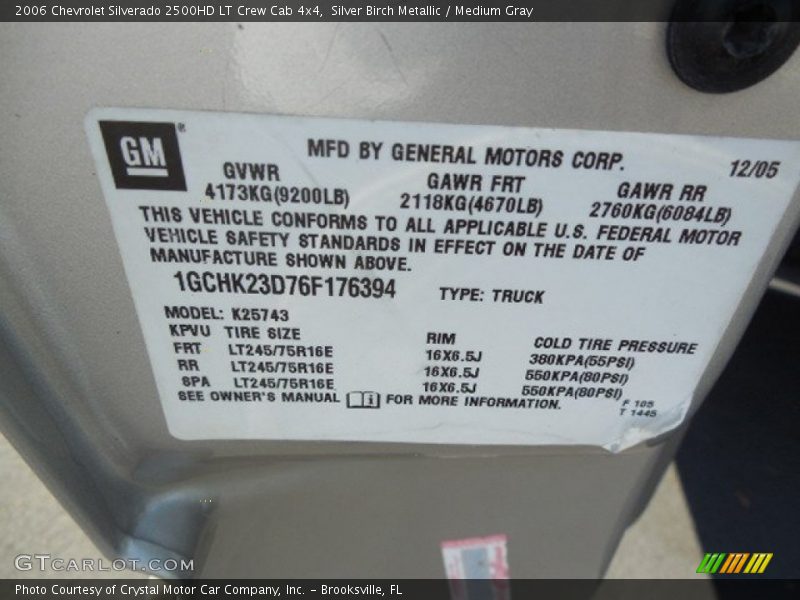 2006 Chevrolet Silverado 2500HD LT Crew Cab 4x4, Silver Birch Metallic / Medium Gray
GM®
MFD BY GENERAL MOTORS CORP. 12/05
GVWR GAWR FRT GAWR RR
4173KG(9200LB) 2118KG(4670LB) 2760KG(6084LB)
THIS VEHICLE CONFORMS TO ALL APPLICABLE U.S. FEDERAL MOTOR
VEHICLE SAFETY STANDARDS IN EFFECT ON THE DATE OF
MANUFACTURE SHOWN ABOVE.
1GCHK23D76F176394 TYPE: TRUCK
MODEL: K25743
KPVU TIRE SIZE RIM COLD TIRE PRESSURE
FRT LT245/75R16E 16X6.5J 380KPA(55PSI)
RR LT245/75R16E 16X6.5J 550KPA(80PSI)
SPA LT245/75R16E 16X6.5J 550KPA(80PSI)
SEE OWNER'S MANUAL FOR MORE INFORMATION.
F 105
T 1445
GTCARLOT.COM
Photo Courtesy of Crystal Motor Car Company, Inc. – Brooksville, FL